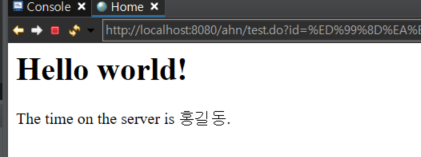 Console
Home
http://localhost:8080/ahn/test.do?id=%ED%99%8D%EA%
Hello world!
The time on the server is 홍길동.